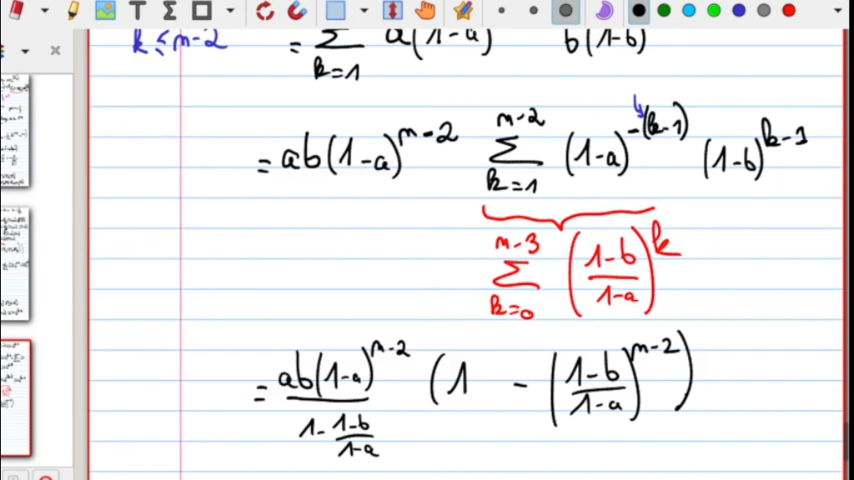 k ≤ n-2 = Σ_{k=1} a(1-a) b(1-b)
= ab(1-a)^{n-2} Σ_{k=1}^{n-2} (1-a)^{-(k-1)} (1-b)^{k-1}
Σ_{k=0}^{n-3} ((1-b)/(1-a))^k
= ab(1-a)^{n-2} / (1 - (1-b)/(1-a)) (1 - ((1-b)/(1-a))^{n-2})